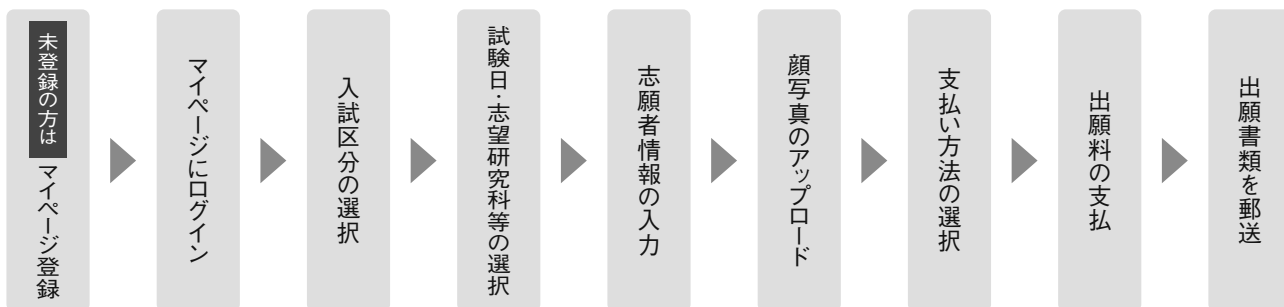 未登録の方は
マイページ登録
マイページにログイン
入試区分の選択
試験日・志望研究科等の選択
志願者情報の入力
顔写真のアップロード
支払い方法の選択
出願料の支払
出願書類を郵送